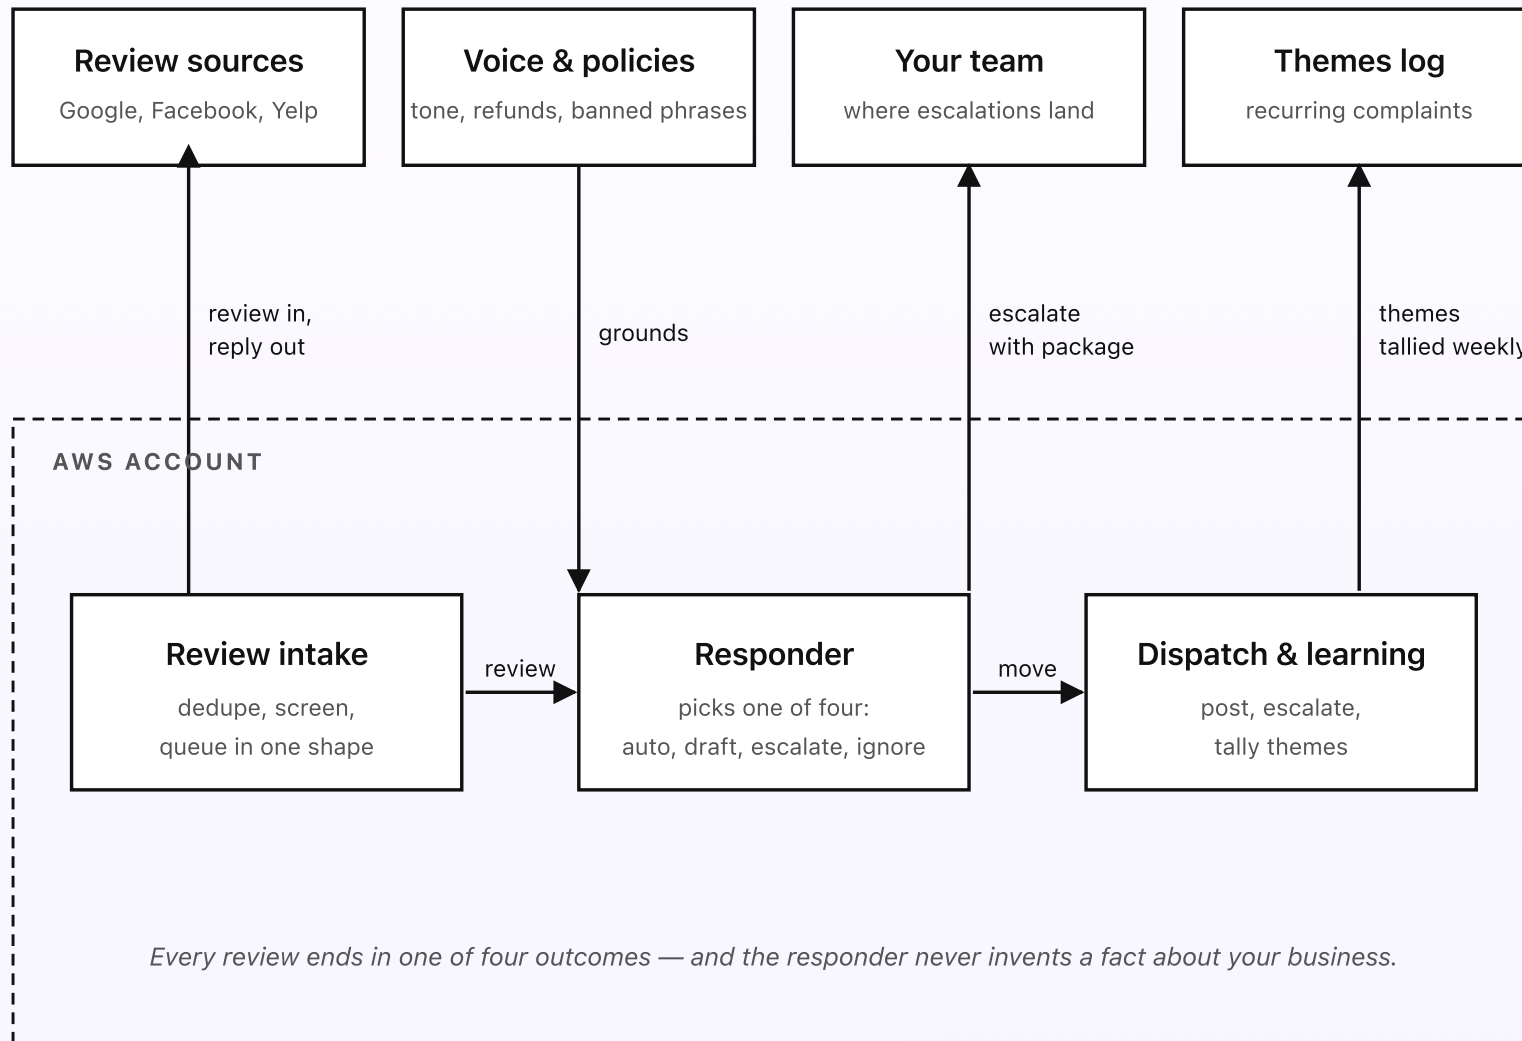 Review sources
Google, Facebook, Yelp
Voice & policies
tone, refunds, banned phrases
Your team
where escalations land
Themes log
recurring complaints
review in,
reply out
grounds
escalate
with package
themes
tallied weekly
AWS ACCOUNT
Review intake
dedupe, screen,
queue in one shape
review
Responder
picks one of four:
auto, draft, escalate, ignore
move
Dispatch & learning
post, escalate,
tally themes
Every review ends in one of four outcomes — and the responder never invents a fact about your business.